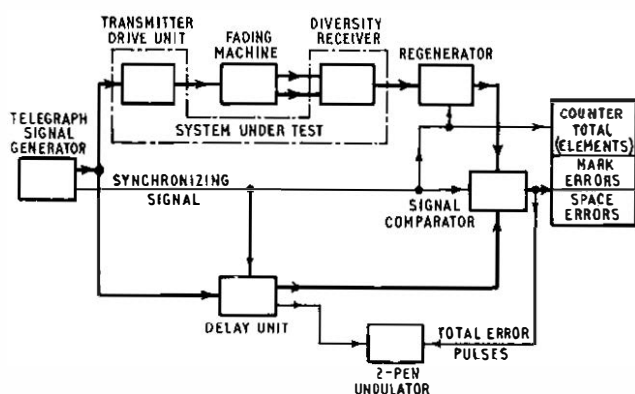 TRANSMITTER
DRIVE UNIT
FADING
MACHINE
DIVERSITY
RECEIVER
REGENERATOR
SYSTEM UNDER TEST
TELEGRAPH
SIGNAL
GENERATOR
COUNTER
TOTAL
(ELEMENTS)
MARK
ERRORS
SPACE
ERRORS
SYNCHRONIZING
SIGNAL
SIGNAL
COMPARATOR
DELAY UNIT
TOTAL ERROR
PULSES
2-PEN
UNDULATOR